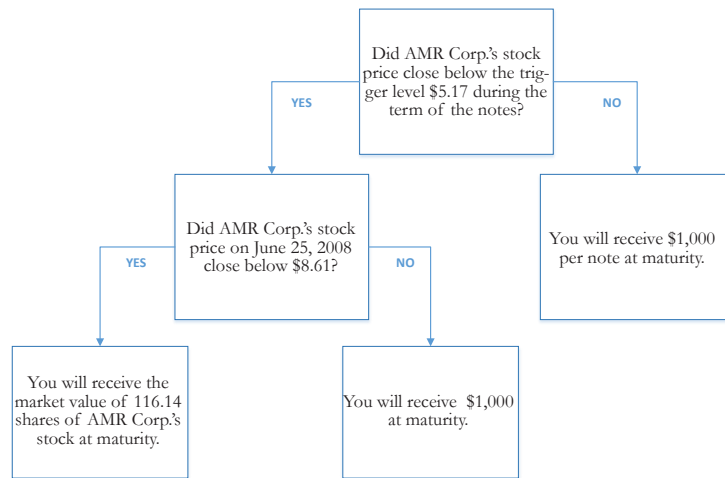 Did AMR Corp.'s stock
price close below the trig-
ger level $5.17 during the
term of the notes?
YES
NO
Did AMR Corp.'s stock
price on June 25, 2008
close below $8.61?
You will receive $1,000
per note at maturity.
YES
NO
You will receive the
market value of 116.14
shares of AMR Corp.'s
stock at maturity.
You will receive $1,000
at maturity.